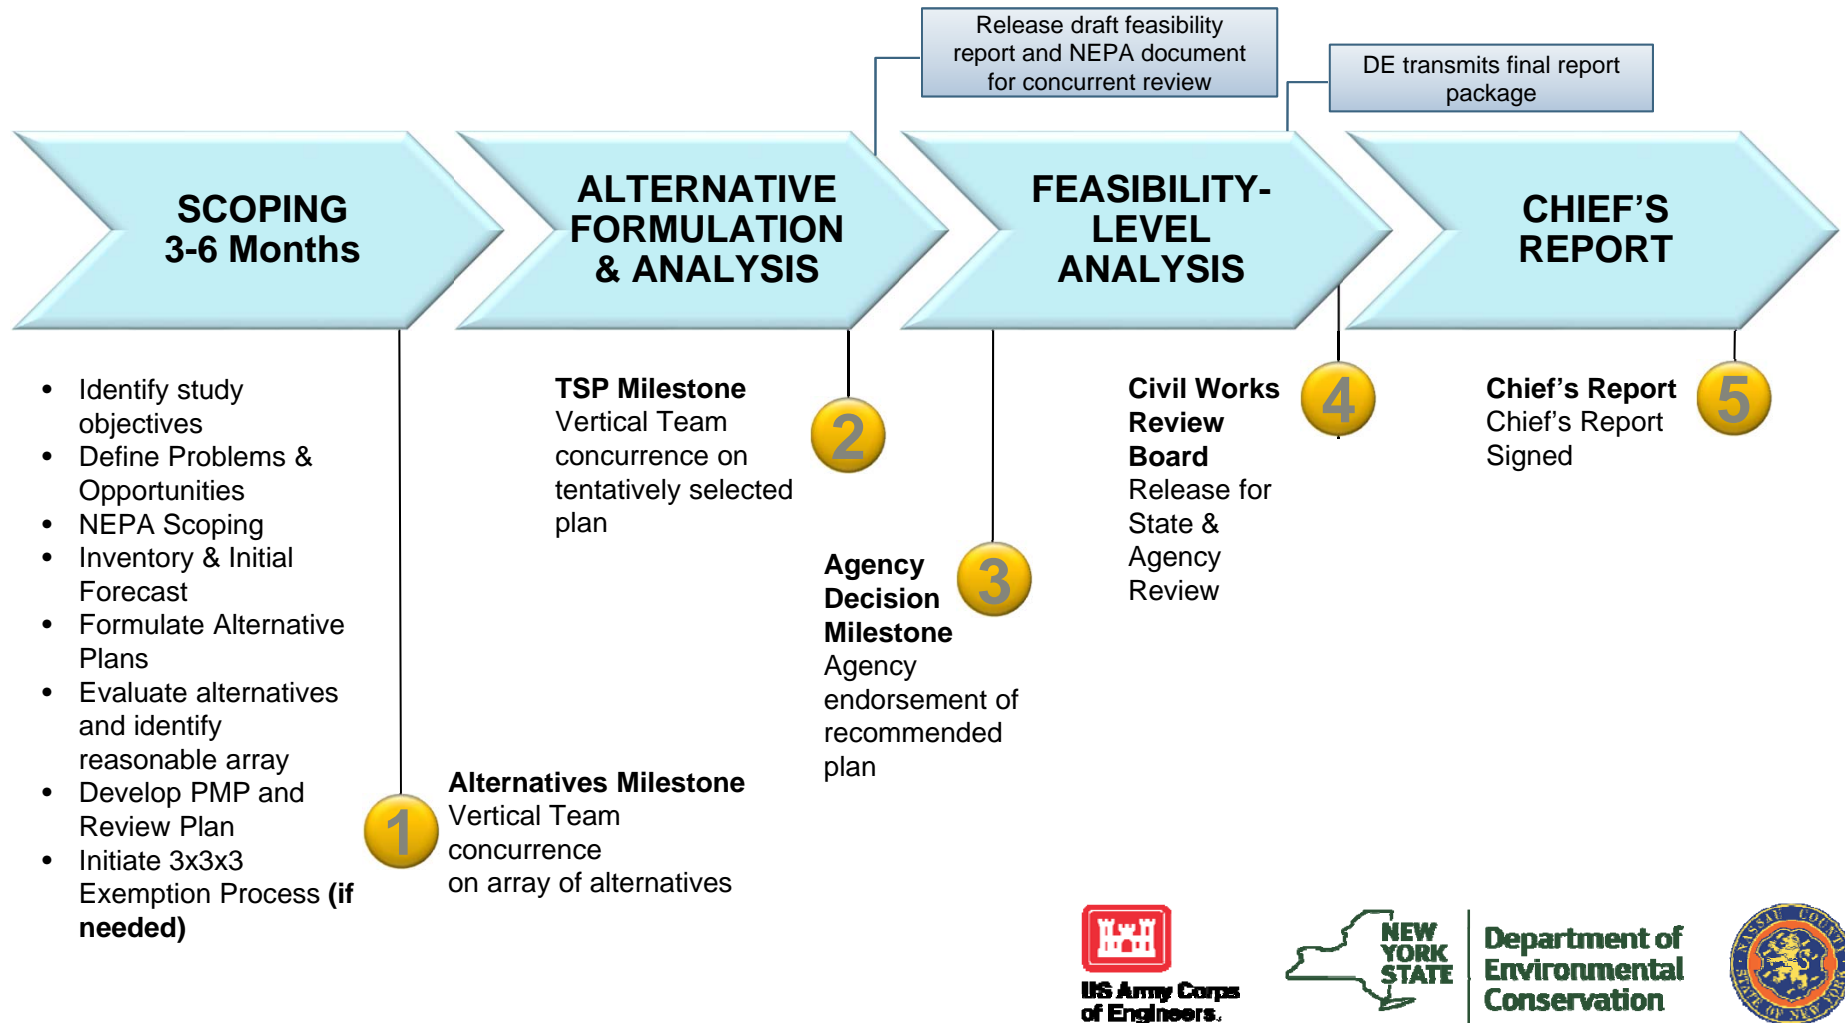 Release draft feasibility
report and NEPA document
for concurrent review
DE transmits final report
package
SCOPING
3-6 Months
ALTERNATIVE
FORMULATION
& ANALYSIS
FEASIBILITY-
LEVEL
ANALYSIS
CHIEF'S
REPORT
• Identify study
objectives
• Define Problems &
Opportunities
• NEPA Scoping
• Inventory & Initial
Forecast
• Formulate Alternative
Plans
• Evaluate alternatives
and identify
reasonable array
• Develop PMP and
Review Plan
• Initiate 3x3x3
Exemption Process (if
needed)
1
Alternatives Milestone
Vertical Team
concurrence
on array of alternatives
TSP Milestone
Vertical Team
concurrence on
tentatively selected
plan
2
Agency
Decision
Milestone
Agency
endorsement of
recommended
plan
3
Civil Works
Review
Board
Release for
State &
Agency
Review
4
Chief's Report
Chief's Report
Signed
5
US Army Corps
of Engineers.
NEW
YORK
STATE
Department of
Environmental
Conservation
NASSAU COUNTY
STATE OF NEW YORK